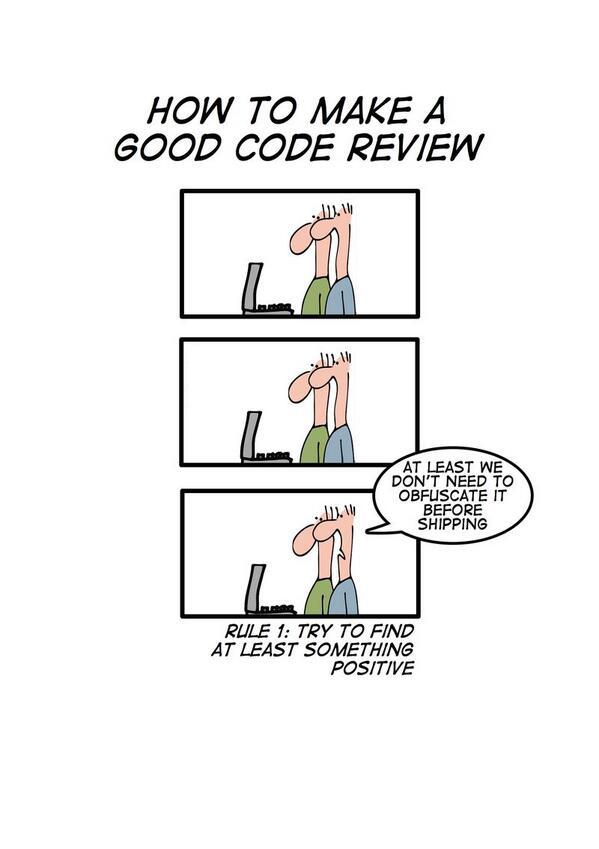 HOW TO MAKE A
GOOD CODE REVIEW
AT LEAST WE
DON'T NEED TO
OBFUSCATE IT
BEFORE
SHIPPING
RULE 1: TRY TO FIND
AT LEAST SOMETHING
POSITIVE